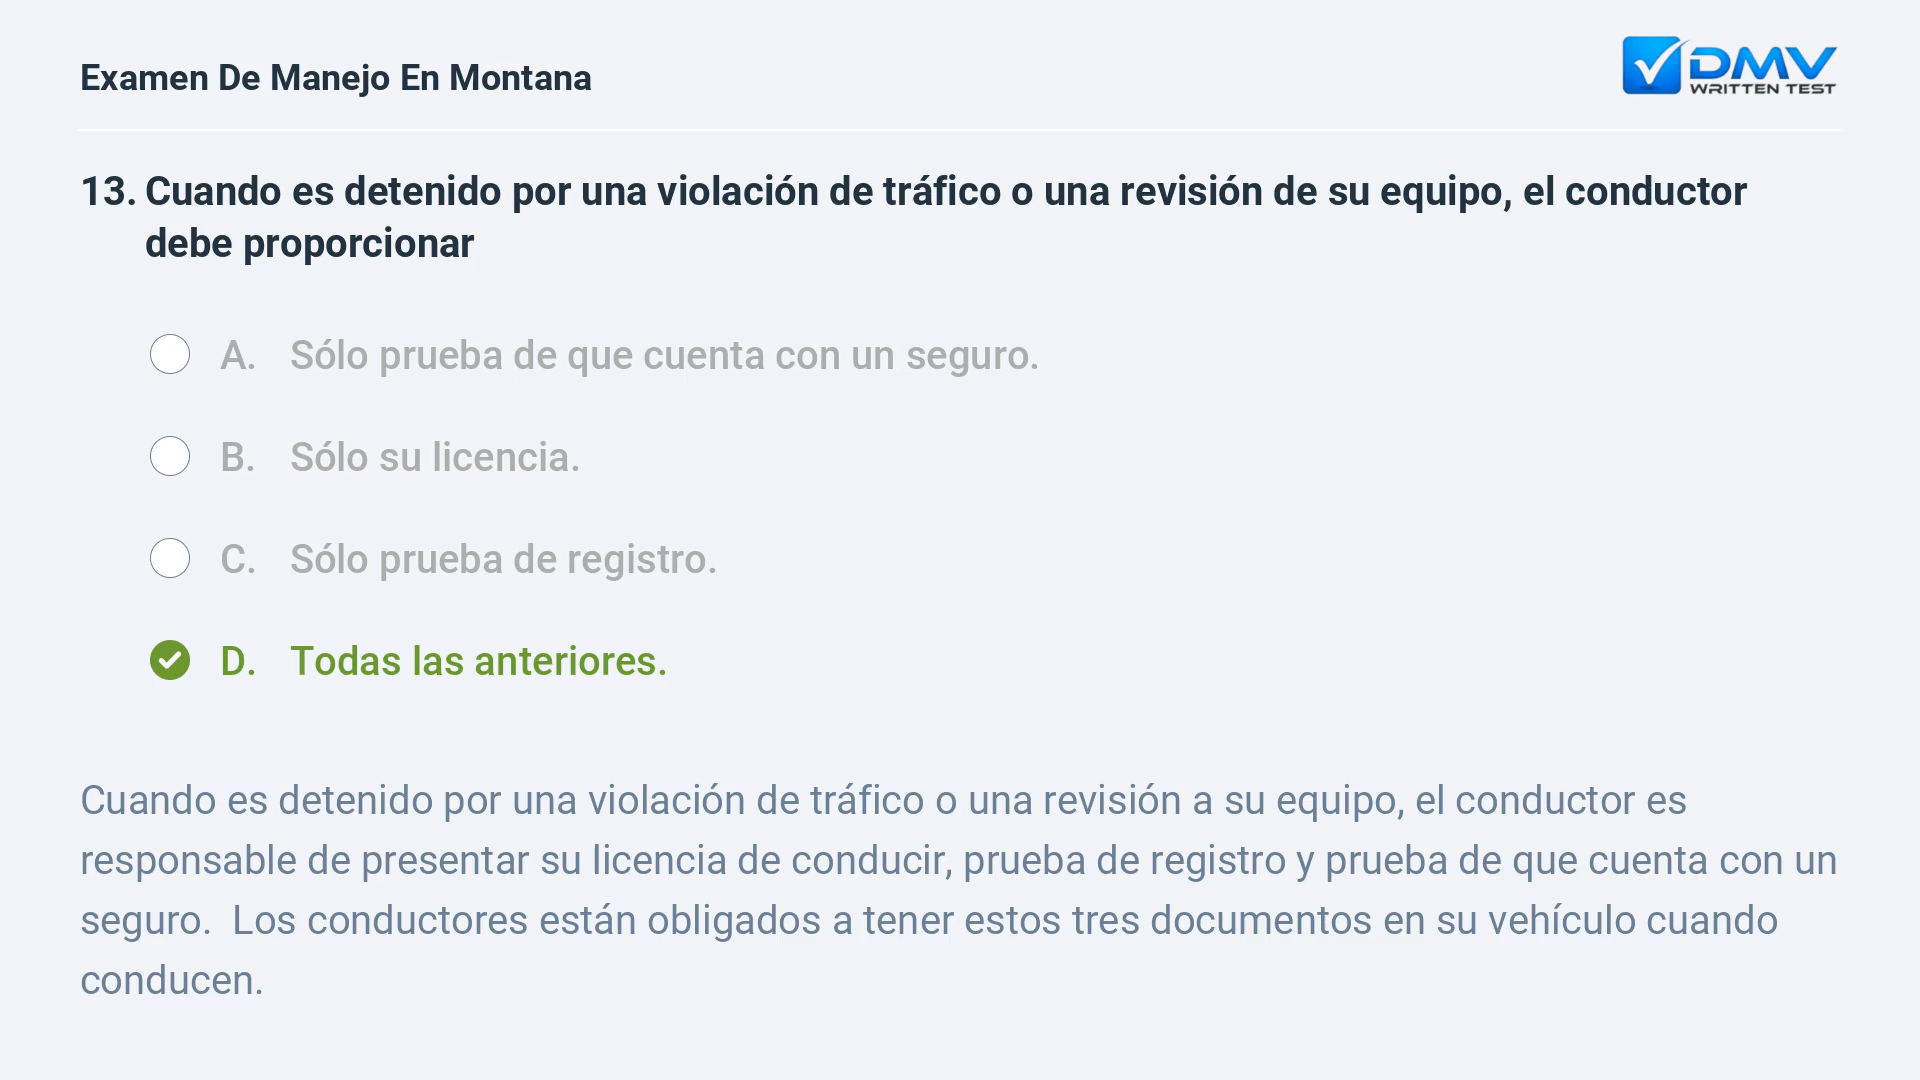 Examen De Manejo En Montana
DMV
WRITTEN TEST
13. Cuando es detenido por una violación de tráfico o una revisión de su equipo, el conductor
debe proporcionar
A. Sólo prueba de que cuenta con un seguro.
B. Sólo su licencia.
C. Sólo prueba de registro.
D. Todas las anteriores.
Cuando es detenido por una violación de tráfico o una revisión a su equipo, el conductor es
responsable de presentar su licencia de conducir, prueba de registro y prueba de que cuenta con un
seguro.  Los conductores están obligados a tener estos tres documentos en su vehículo cuando
conducen.